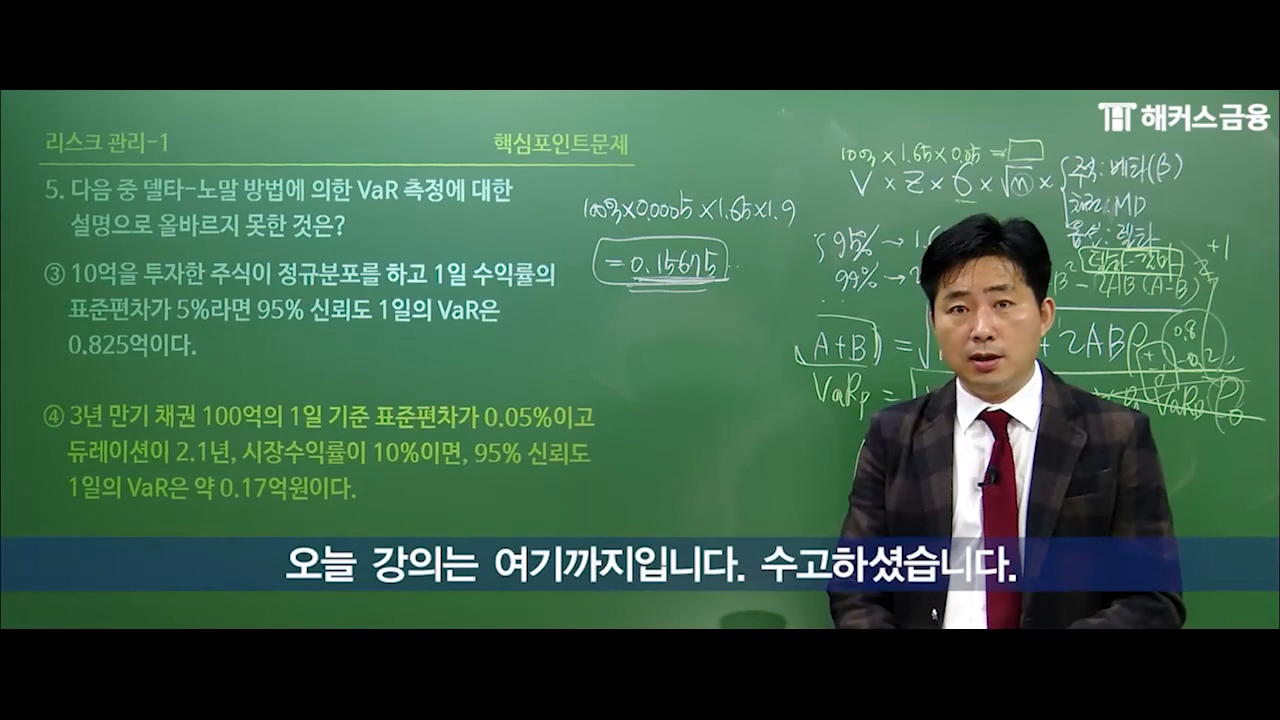 해커스금융
리스크 관리-1
핵심포인트문제
5. 다음 중 델타-노말 방법에 의한 VaR 측정에 대한
설명으로 올바르지 못한 것은?
③ 10억을 투자한 주식이 정규분포를 하고 1일 수익률의
표준편차가 5%라면 95% 신뢰도 1일의 VaR은
0.825억이다.
④ 3년 만기 채권 100억의 1일 기준 표준편차가 0.05%이고
듀레이션이 2.1년, 시장수익률이 10%이면, 95% 신뢰도
1일의 VaR은 약 0.17억원이다.
100억×0.0005×1.65×1.9
= 0.15675
10억×1.65×0.05 =
V × Z × σ × √n ×
주식: 베타(β)
채권: MD
옵션: 델타
95% → 1.6
99% → 2
+1
A+B =
+ 2AB
VaRp =
오늘 강의는 여기까지입니다. 수고하셨습니다.